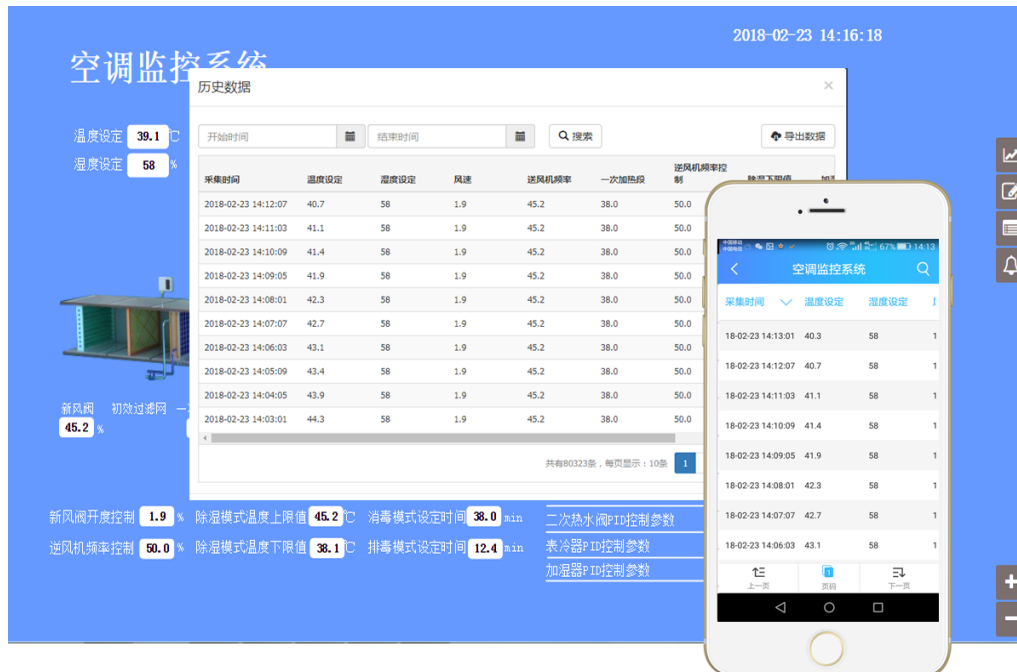 2018-02-23 14:16:18
空调监控系统
温度设定 39.1 ℃
湿度设定 58 %
历史数据 ×
开始时间 结束时间 搜索 导出数据
采集时间 温度设定 湿度设定 风速 送风机频率 一次加热段 逆风机频率控制 除湿下限值
2018-02-23 14:12:07 40.7 58 1.9 45.2 38.0 50.0
2018-02-23 14:11:03 41.1 58 1.9 45.2 38.0 50.0
2018-02-23 14:10:09 41.4 58 1.9 45.2 38.0 50.0
2018-02-23 14:09:05 41.9 58 1.9 45.2 38.0 50.0
2018-02-23 14:08:01 42.3 58 1.9 45.2 38.0 50.0
2018-02-23 14:07:07 42.7 58 1.9 45.2 38.0 50.0
2018-02-23 14:06:03 43.1 58 1.9 45.2 38.0 50.0
2018-02-23 14:05:09 43.4 58 1.9 45.2 38.0 50.0
2018-02-23 14:04:05 43.9 58 1.9 45.2 38.0 50.0
2018-02-23 14:03:01 44.3 58 1.9 45.2 38.0 50.0
共有80323条，每页显示：10条 1
新风阀 初效过滤网 一
45.2 %
新风阀开度控制 1.9 % 除湿模式温度上限值 45.2 ℃ 消毒模式设定时间 38.0 min 二次热水阀PID控制参数
逆风机频率控制 50.0 % 除湿模式温度下限值 38.1 ℃ 排毒模式设定时间 12.4 min 表冷器PID控制参数
加湿器PID控制参数
中国移动
中国电信
67% 14:13
空调监控系统
采集时间 温度设定 湿度设定
18-02-23 14:13:01 40.3 58 1
18-02-23 14:12:07 40.7 58 1
18-02-23 14:11:03 41.1 58 1
18-02-23 14:10:09 41.4 58 1
18-02-23 14:09:05 41.9 58 1
18-02-23 14:08:01 42.3 58 1
18-02-23 14:07:07 42.7 58 1
18-02-23 14:06:03 43.1 58 1
1
上一页 页码 下一页